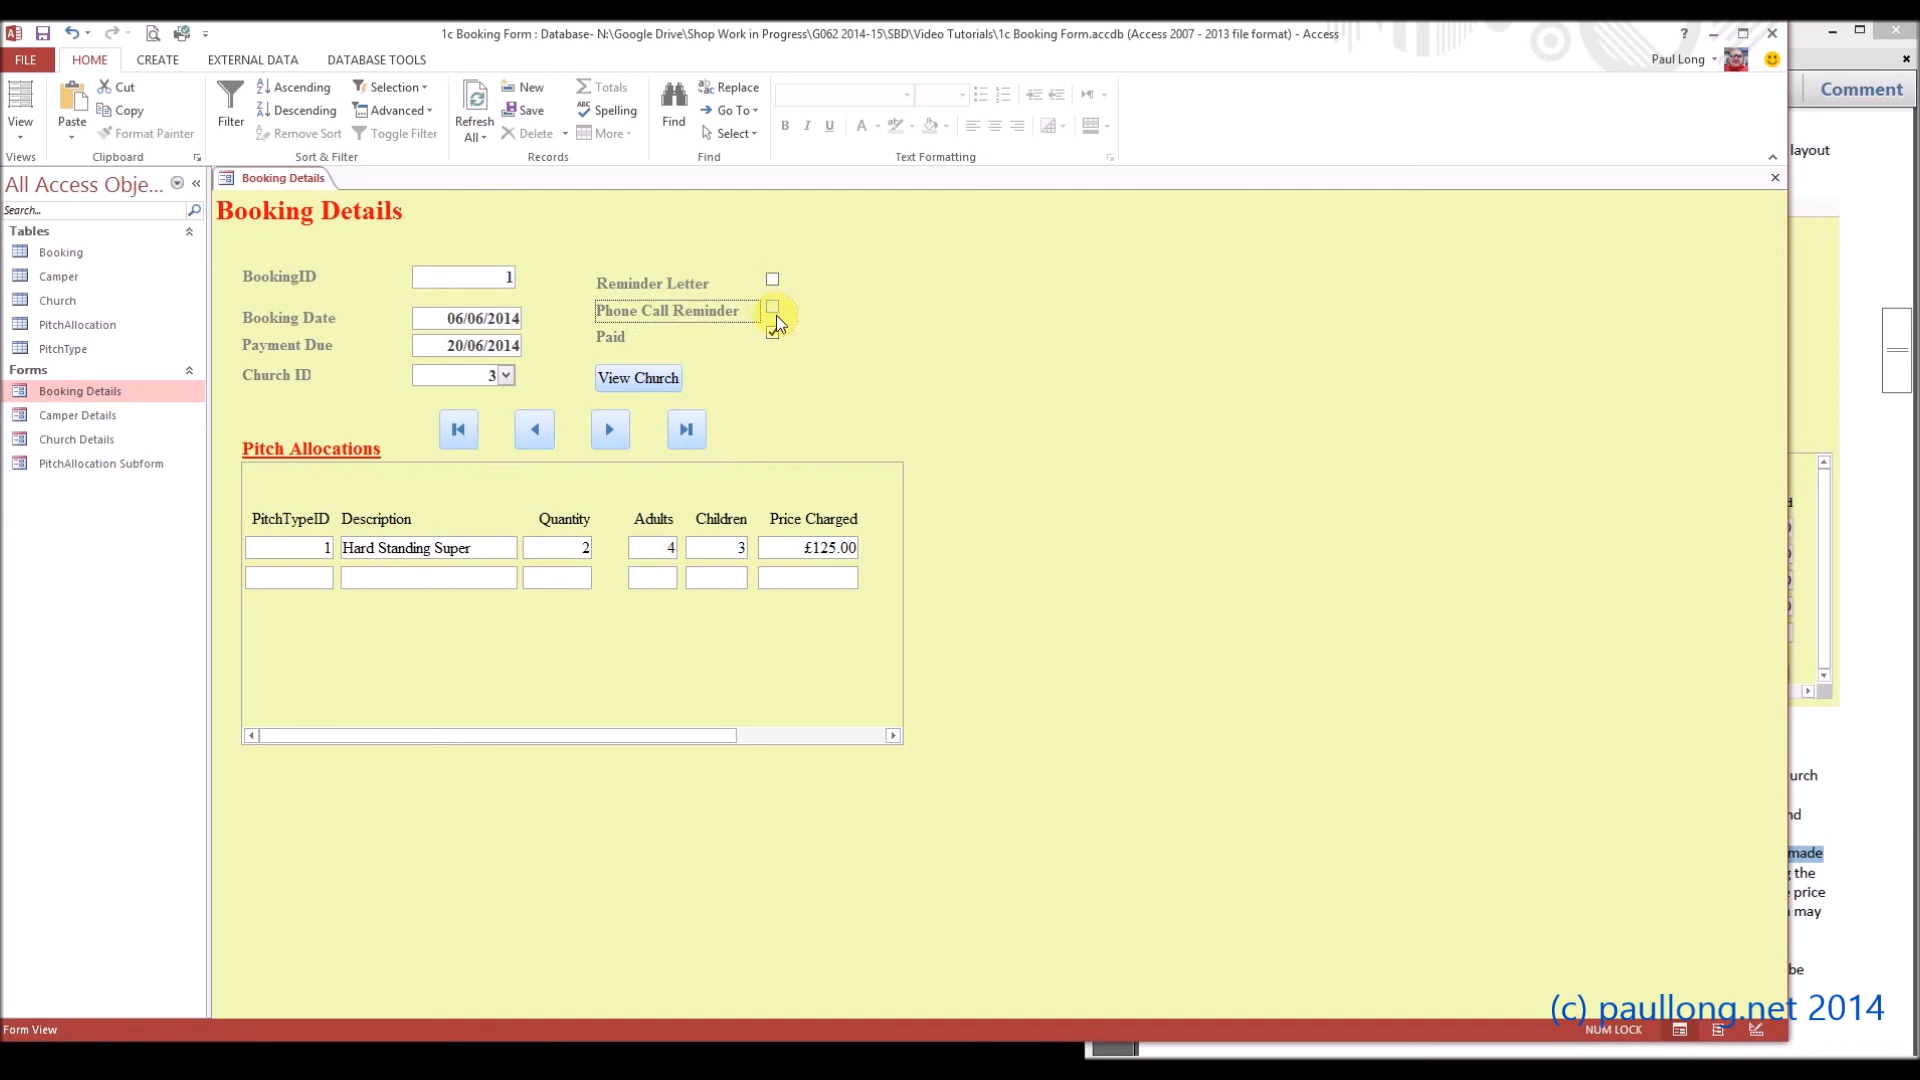 1c Booking Form : Database- N:\Google Drive\Shop Work in Progress\G062 2014-15\SBD\Video Tutorials\1c Booking Form.accdb (Access 2007 - 2013 file format) - Access
FILE HOME CREATE EXTERNAL DATA DATABASE TOOLS
Paul Long
View
Views
Paste
Cut
Copy
Format Painter
Clipboard
Filter
Ascending
Descending
Remove Sort
Selection
Advanced
Toggle Filter
Sort & Filter
Refresh All
New
Save
Delete
Totals
Spelling
More
Records
Find
Replace
Go To
Select
Find
B I U A
Text Formatting
Comment
layout
All Access Obje...
Search...
Tables
Booking
Camper
Church
PitchAllocation
PitchType
Forms
Booking Details
Camper Details
Church Details
PitchAllocation Subform
Booking Details
Booking Details
BookingID 1
Booking Date 06/06/2014
Payment Due 20/06/2014
Church ID 3
Reminder Letter
Phone Call Reminder
Paid
View Church
Pitch Allocations
PitchTypeID Description Quantity Adults Children Price Charged
1 Hard Standing Super 2 4 3 £125.00
urch
nd
made
the
price
may
be
(c) paullong.net 2014
Form View
NUM LOCK